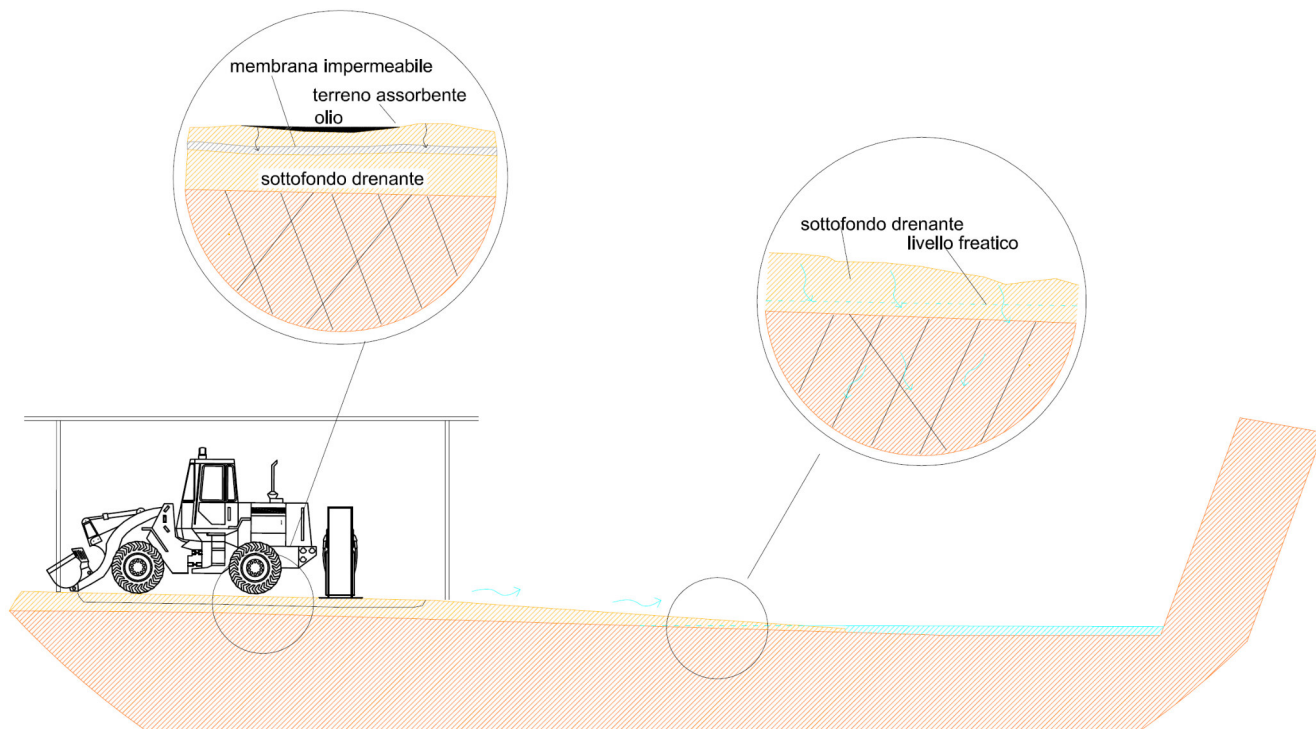 membrana impermeabile
terreno assorbente
olio
sottofondo drenante
sottofondo drenante
livello freatico